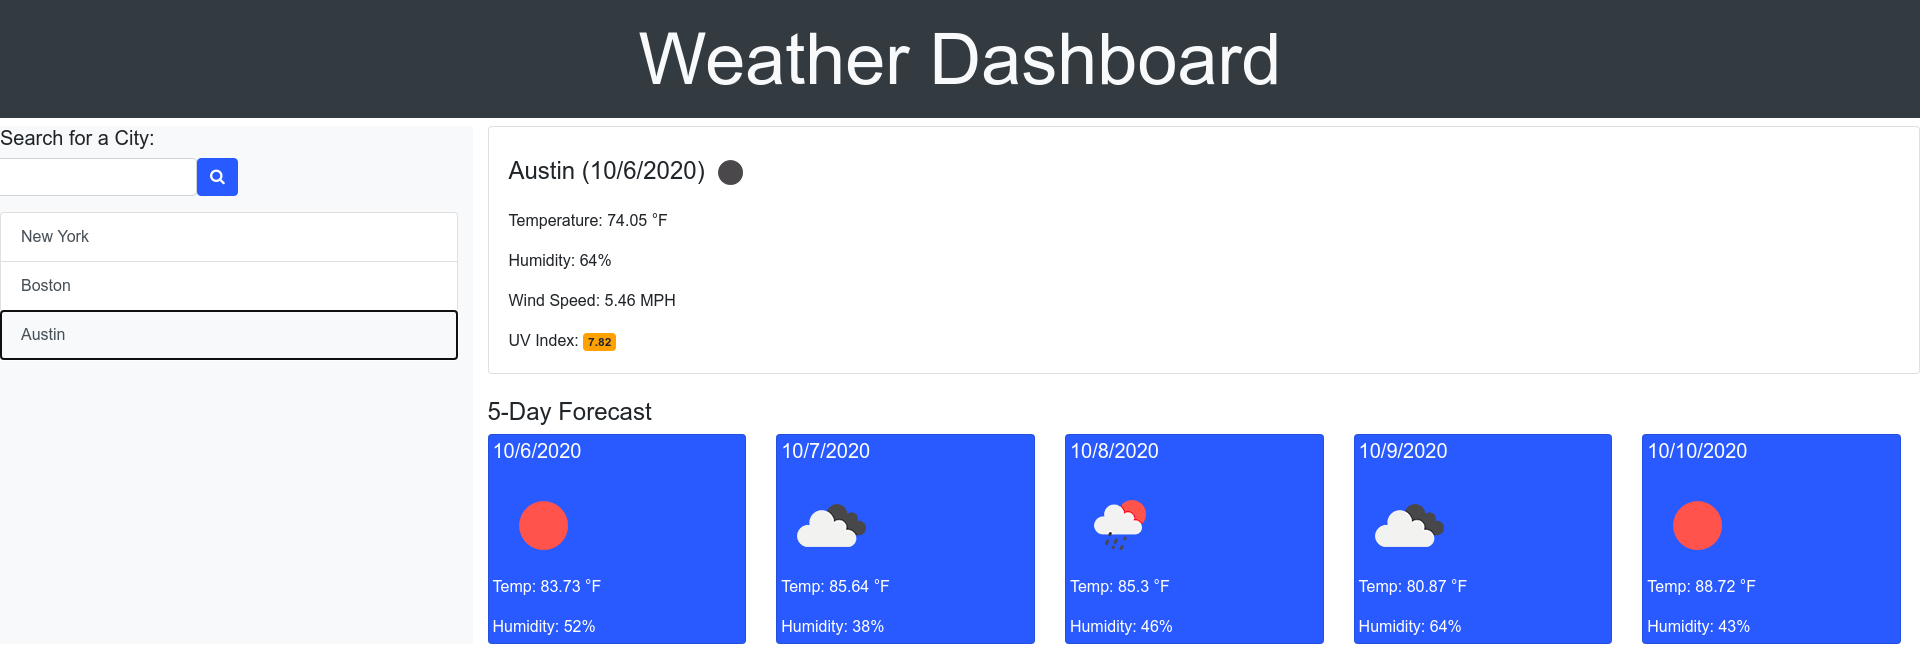 Weather Dashboard
Search for a City:
New York
Boston
Austin
Austin (10/6/2020)
Temperature: 74.05 °F
Humidity: 64%
Wind Speed: 5.46 MPH
UV Index: 7.82
5-Day Forecast
10/6/2020
Temp: 83.73 °F
Humidity: 52%
10/7/2020
Temp: 85.64 °F
Humidity: 38%
10/8/2020
Temp: 85.3 °F
Humidity: 46%
10/9/2020
Temp: 80.87 °F
Humidity: 64%
10/10/2020
Temp: 88.72 °F
Humidity: 43%